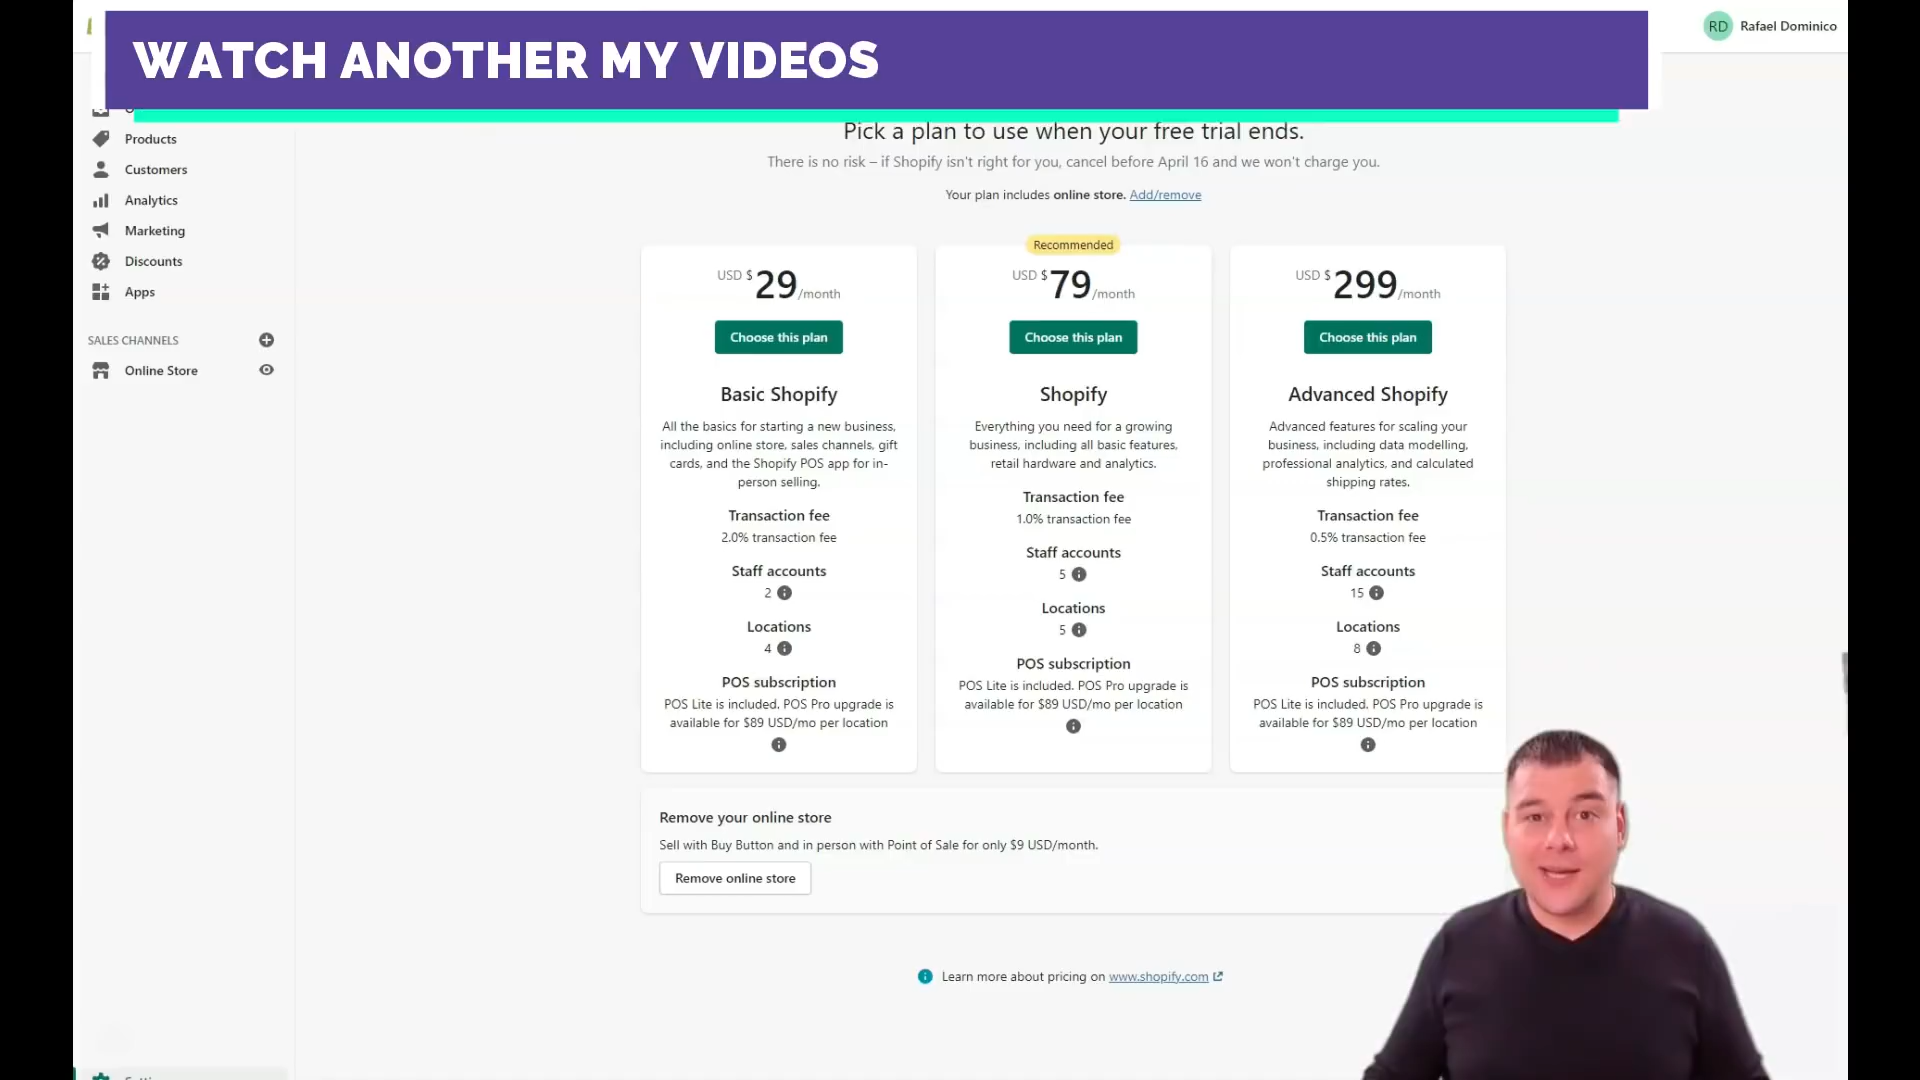 WATCH ANOTHER MY VIDEOS
RD Rafael Dominico
Products
Customers
Analytics
Marketing
Discounts
Apps
SALES CHANNELS
Online Store
Pick a plan to use when your free trial ends.
There is no risk – if Shopify isn't right for you, cancel before April 16 and we won't charge you.
Your plan includes online store. Add/remove
USD $ 29 /month
Choose this plan
Basic Shopify
All the basics for starting a new business,
including online store, sales channels, gift
cards, and the Shopify POS app for in-
person selling.
Transaction fee
2.0% transaction fee
Staff accounts
2
Locations
4
POS subscription
POS Lite is included. POS Pro upgrade is
available for $89 USD/mo per location
Recommended
USD $ 79 /month
Choose this plan
Shopify
Everything you need for a growing
business, including all basic features,
retail hardware and analytics.
Transaction fee
1.0% transaction fee
Staff accounts
5
Locations
5
POS subscription
POS Lite is included. POS Pro upgrade is
available for $89 USD/mo per location
USD $ 299 /month
Choose this plan
Advanced Shopify
Advanced features for scaling your
business, including data modelling,
professional analytics, and calculated
shipping rates.
Transaction fee
0.5% transaction fee
Staff accounts
15
Locations
8
POS subscription
POS Lite is included. POS Pro upgrade is
available for $89 USD/mo per location
Remove your online store
Sell with Buy Button and in person with Point of Sale for only $9 USD/month.
Remove online store
Learn more about pricing on www.shopify.com